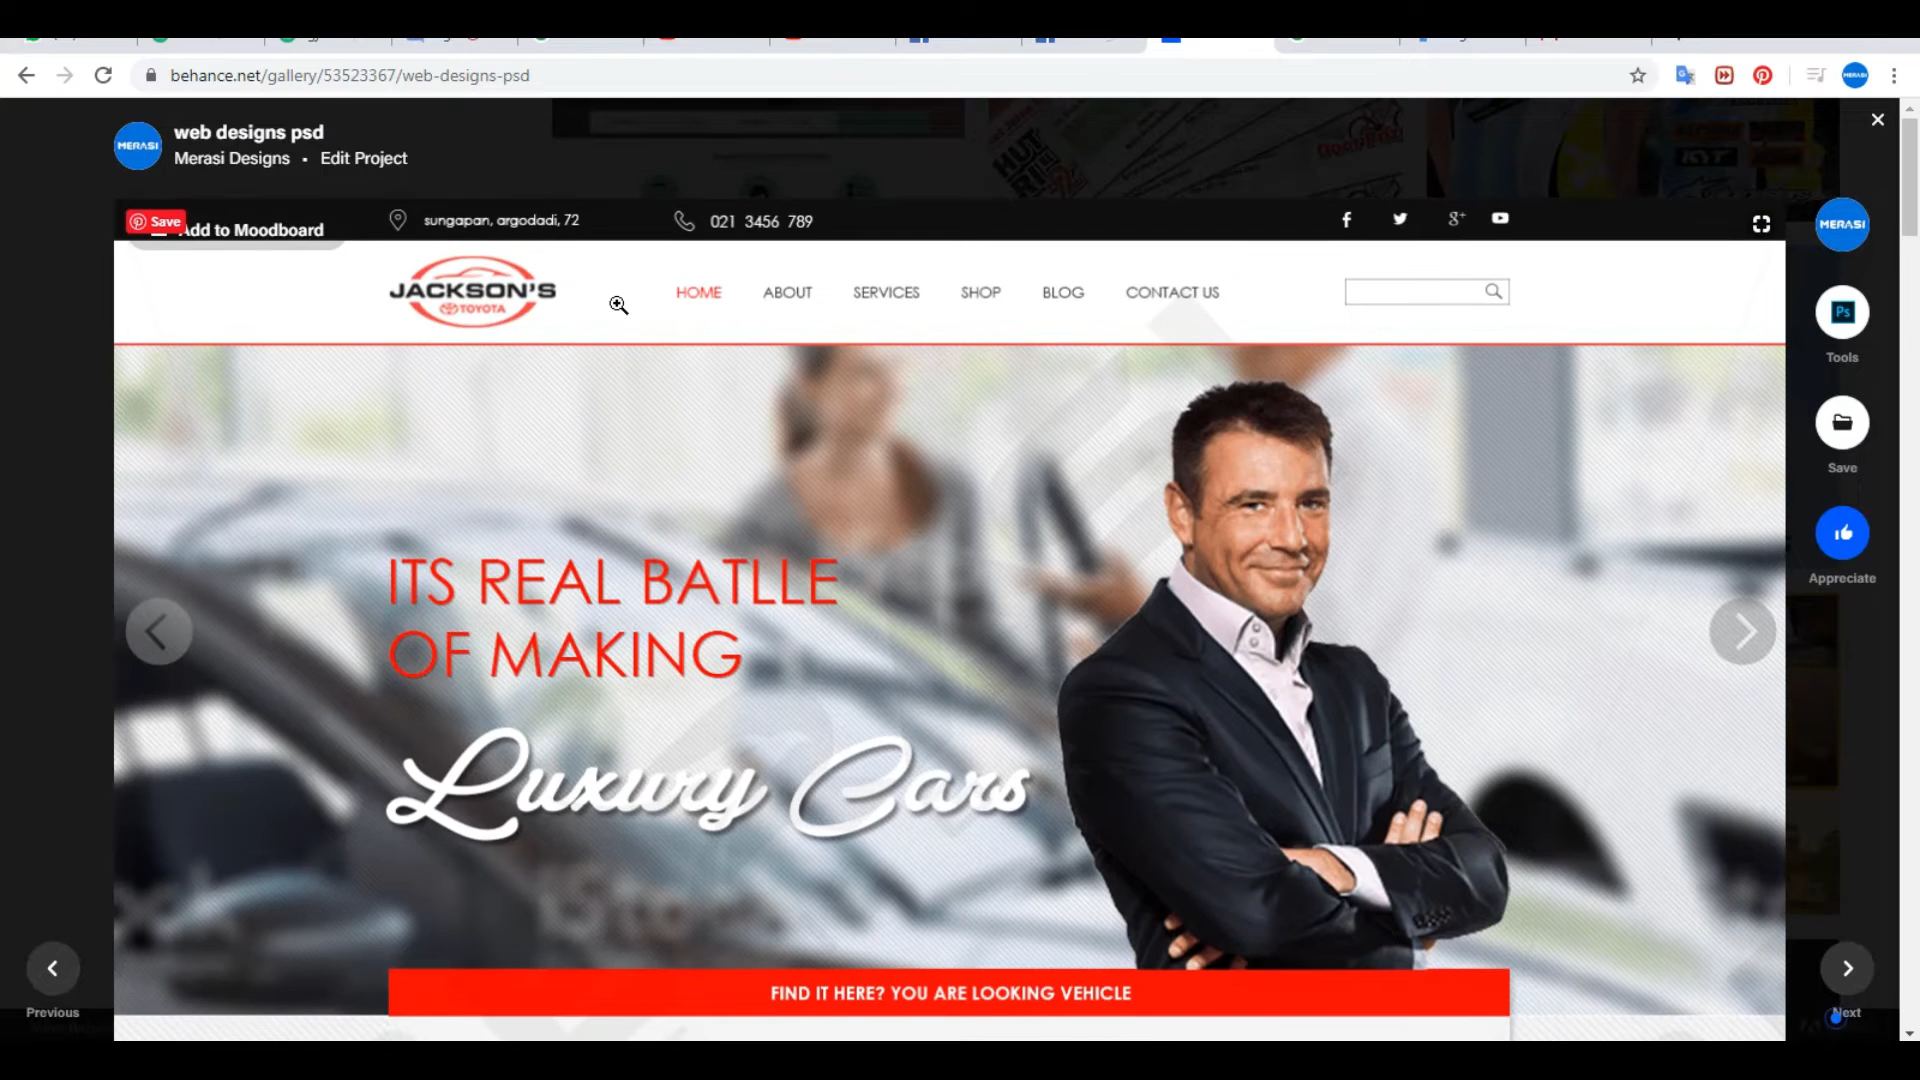 behance.net/gallery/53523367/web-designs-psd
MERASI
web designs psd
Merasi Designs • Edit Project
MERASI
Save
Add to Moodboard
sungapan, argodadi, 72
021 3456 789
MERASI
JACKSON'S
TOYOTA
HOME
ABOUT
SERVICES
SHOP
BLOG
CONTACT US
Ps
Tools
Save
Appreciate
ITS REAL BATLLE
OF MAKING
Luxury Cars
FIND IT HERE? YOU ARE LOOKING VEHICLE
Previous
Next